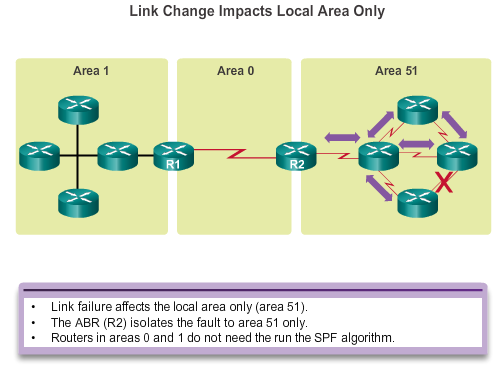 Link Change Impacts Local Area Only
Area 1
Area 0
Area 51
R1
R2
X
• Link failure affects the local area only (area 51).
• The ABR (R2) isolates the fault to area 51 only.
• Routers in areas 0 and 1 do not need the run the SPF algorithm.